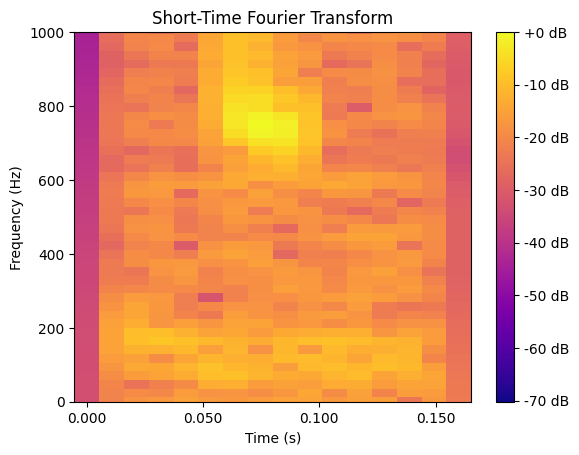 Short-Time Fourier Transform
Frequency (Hz)
1000
800
600
400
200
0
0.000
0.050
0.100
0.150
Time (s)
+0 dB
-10 dB
-20 dB
-30 dB
-40 dB
-50 dB
-60 dB
-70 dB